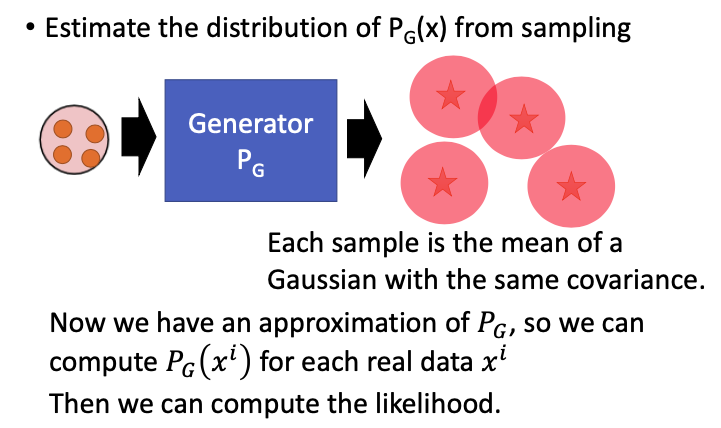 • Estimate the distribution of P_G(x) from sampling
Generator
P_G
Each sample is the mean of a
Gaussian with the same covariance.
Now we have an approximation of P_G, so we can
compute P_G(x^i) for each real data x^i
Then we can compute the likelihood.